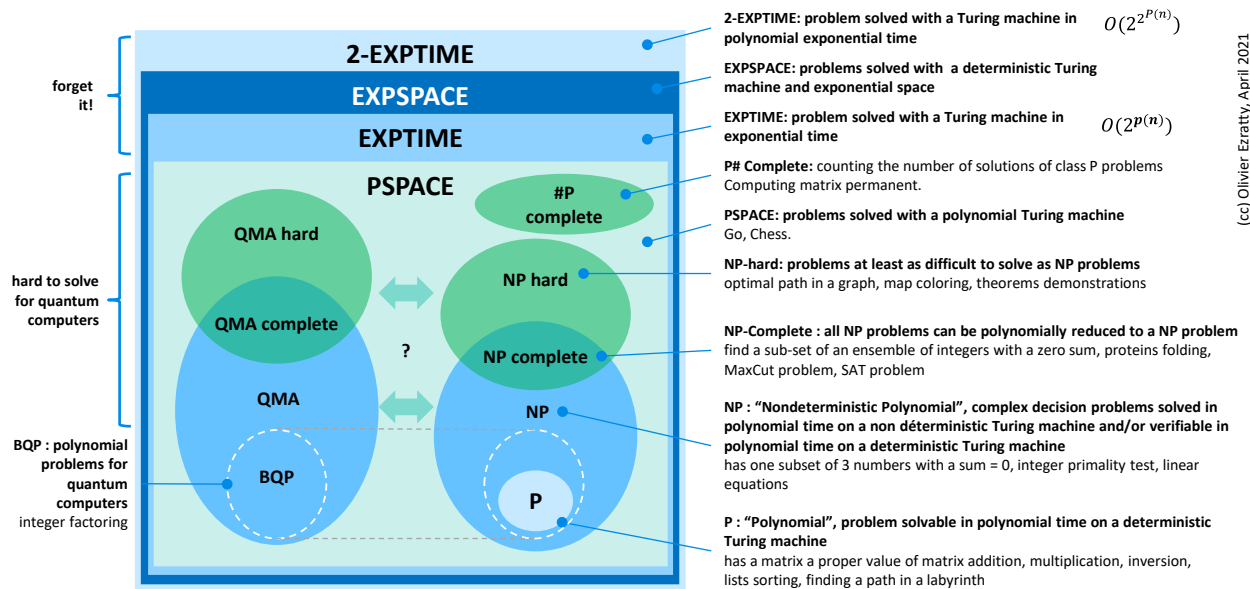 forget
it!
hard to solve
for quantum
computers
BQP : polynomial
problems for
quantum
computers
integer factoring
2-EXPTIME
EXPSPACE
EXPTIME
PSPACE
#P
complete
QMA hard
QMA complete
QMA
BQP
?
NP hard
NP complete
NP
P
2-EXPTIME: problem solved with a Turing machine in
polynomial exponential time
O(2^{2^{P(n)}})
EXPSPACE: problems solved with a deterministic Turing
machine and exponential space
EXPTIME: problem solved with a Turing machine in
exponential time
O(2^{p(n)})
P# Complete: counting the number of solutions of class P problems
Computing matrix permanent.
PSPACE: problems solved with a polynomial Turing machine
Go, Chess.
NP-hard: problems at least as difficult to solve as NP problems
optimal path in a graph, map coloring, theorems demonstrations
NP-Complete : all NP problems can be polynomially reduced to a NP problem
find a sub-set of an ensemble of integers with a zero sum, proteins folding,
MaxCut problem, SAT problem
NP : “Nondeterministic Polynomial”, complex decision problems solved in
polynomial time on a non déterministic Turing machine and/or verifiable in
polynomial time on a deterministic Turing machine
has one subset of 3 numbers with a sum = 0, integer primality test, linear
equations
P : “Polynomial”, problem solvable in polynomial time on a deterministic
Turing machine
has a matrix a proper value of matrix addition, multiplication, inversion,
lists sorting, finding a path in a labyrinth
(cc) Olivier Ezratty, April 2021